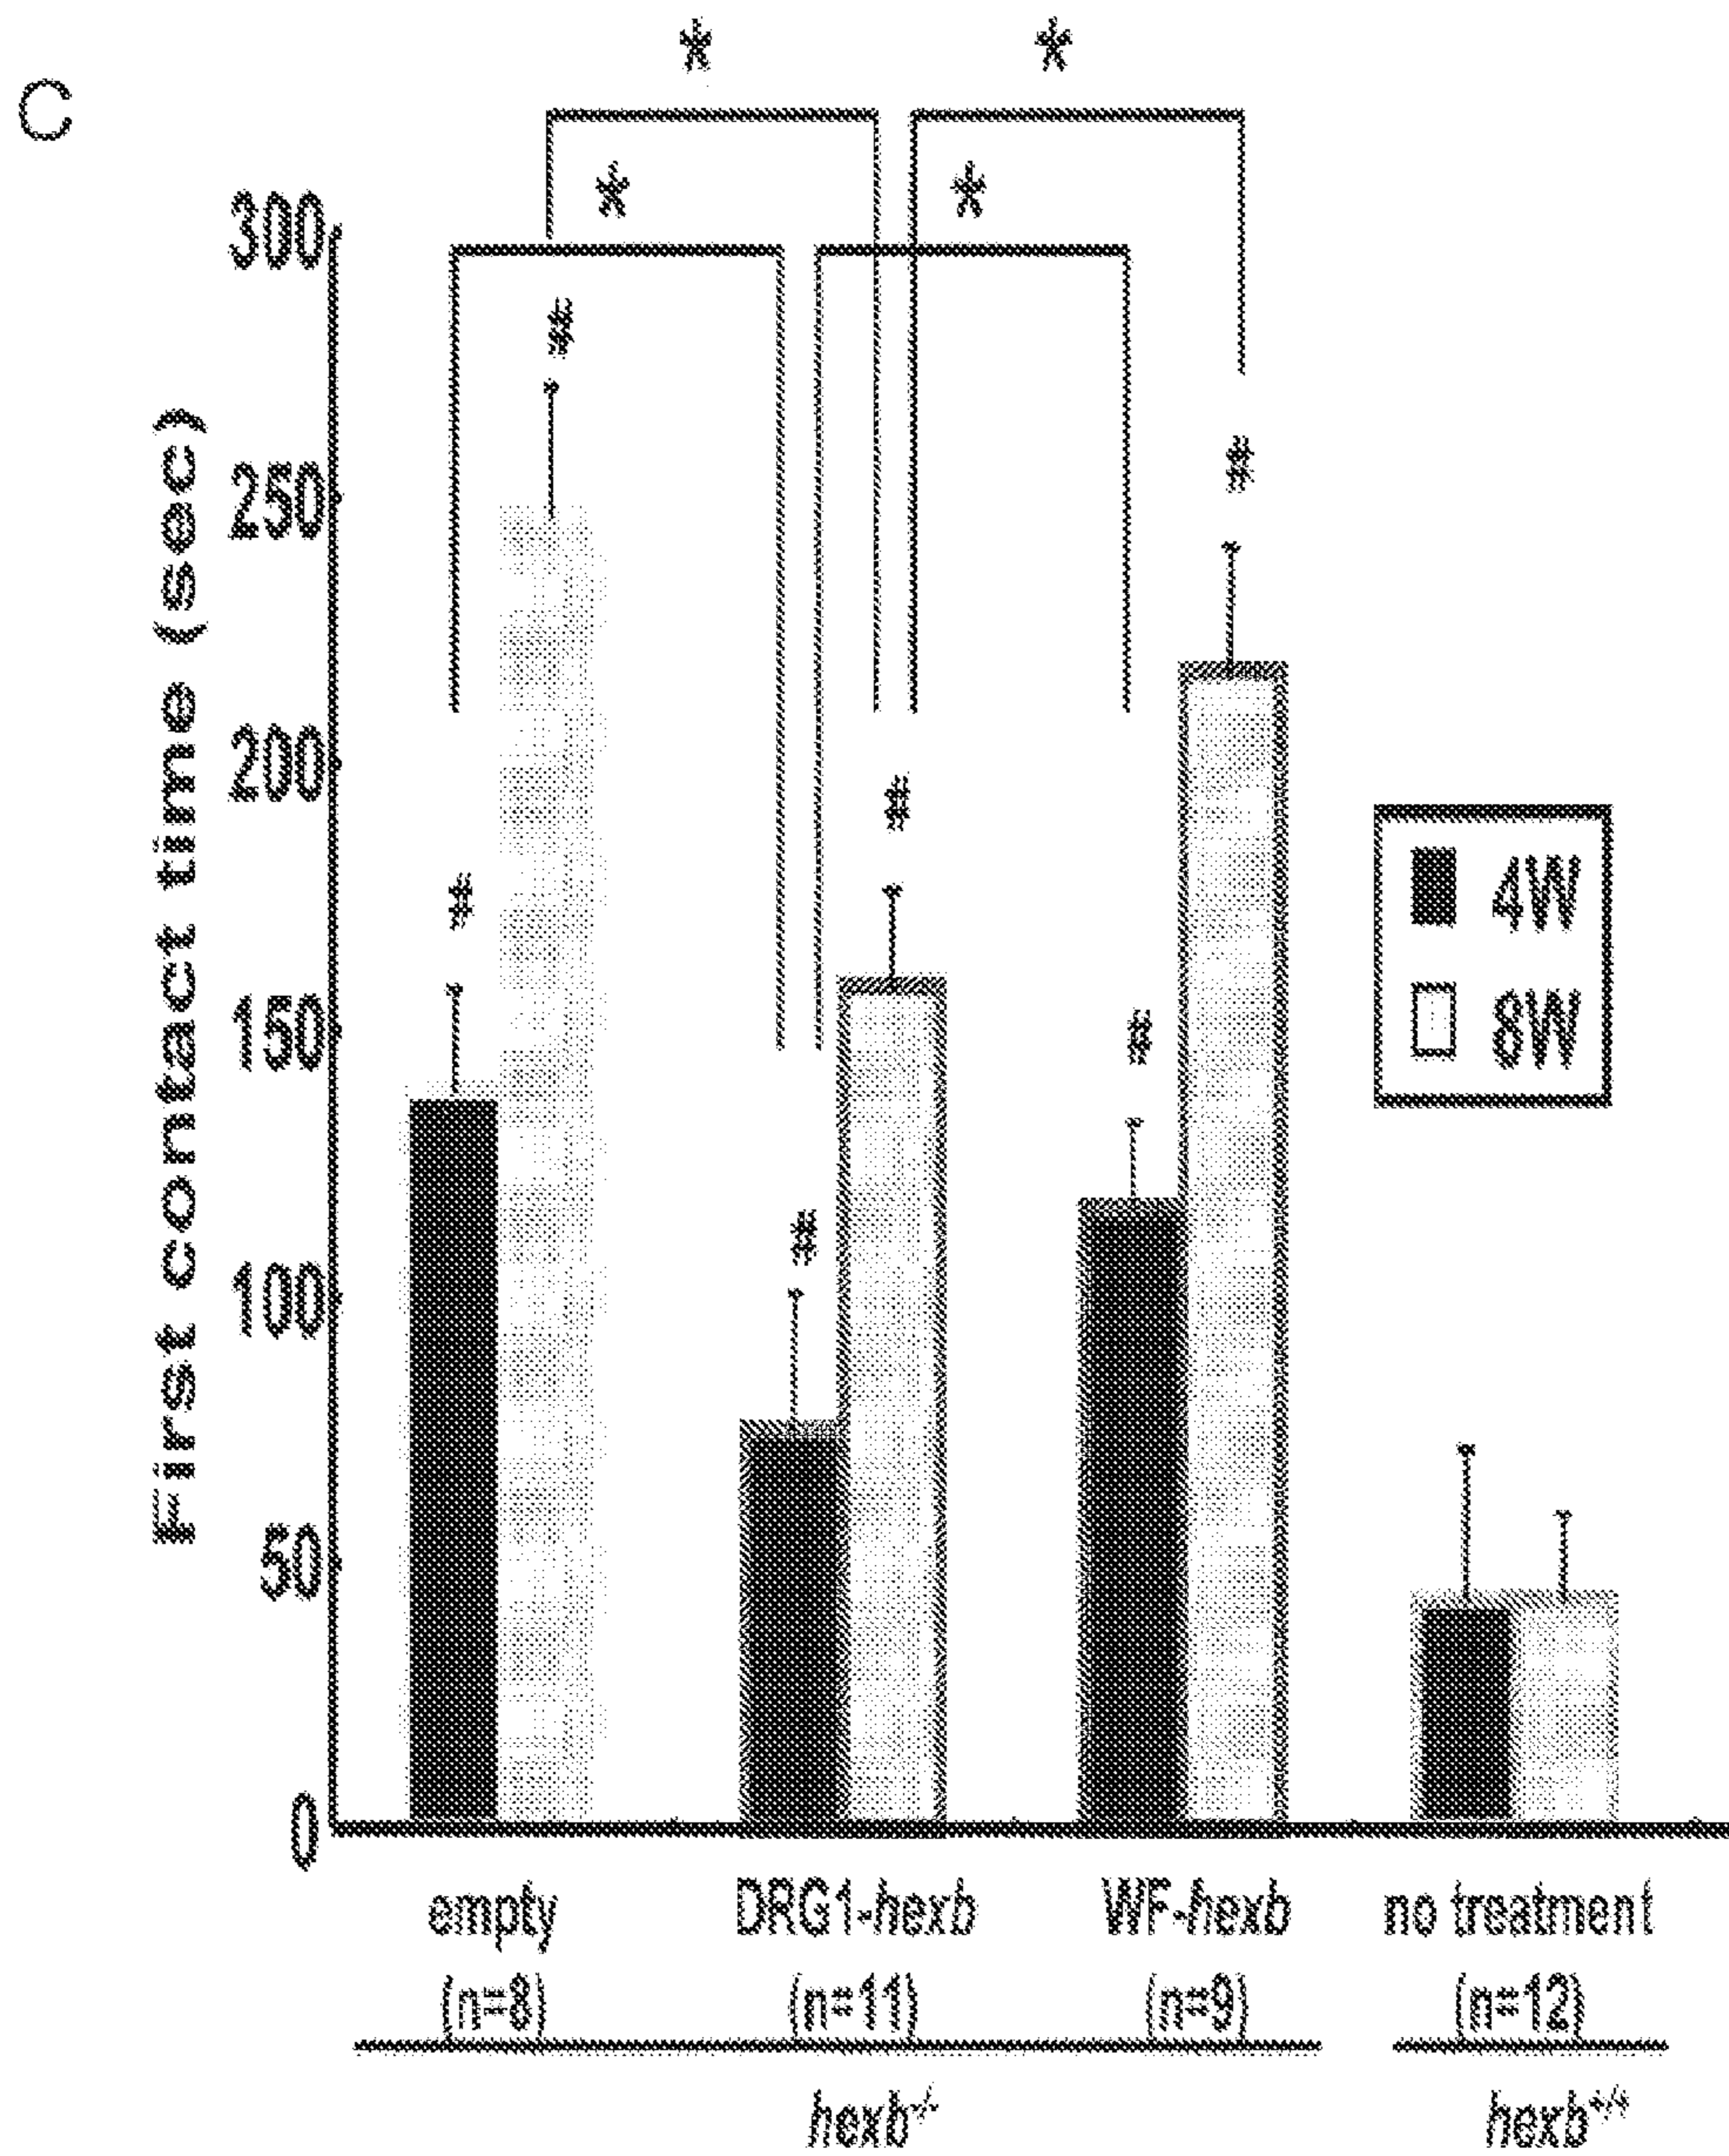 C
* *
* *
300
250
200
150
100
50
0
First contact time (sec)
#
#
#
#
#
#
4W
8W
empty DRG1-hexb WF-hexb no treatment
(n=8) (n=11) (n=9) (n=12)
hexb-/- hexb+/+